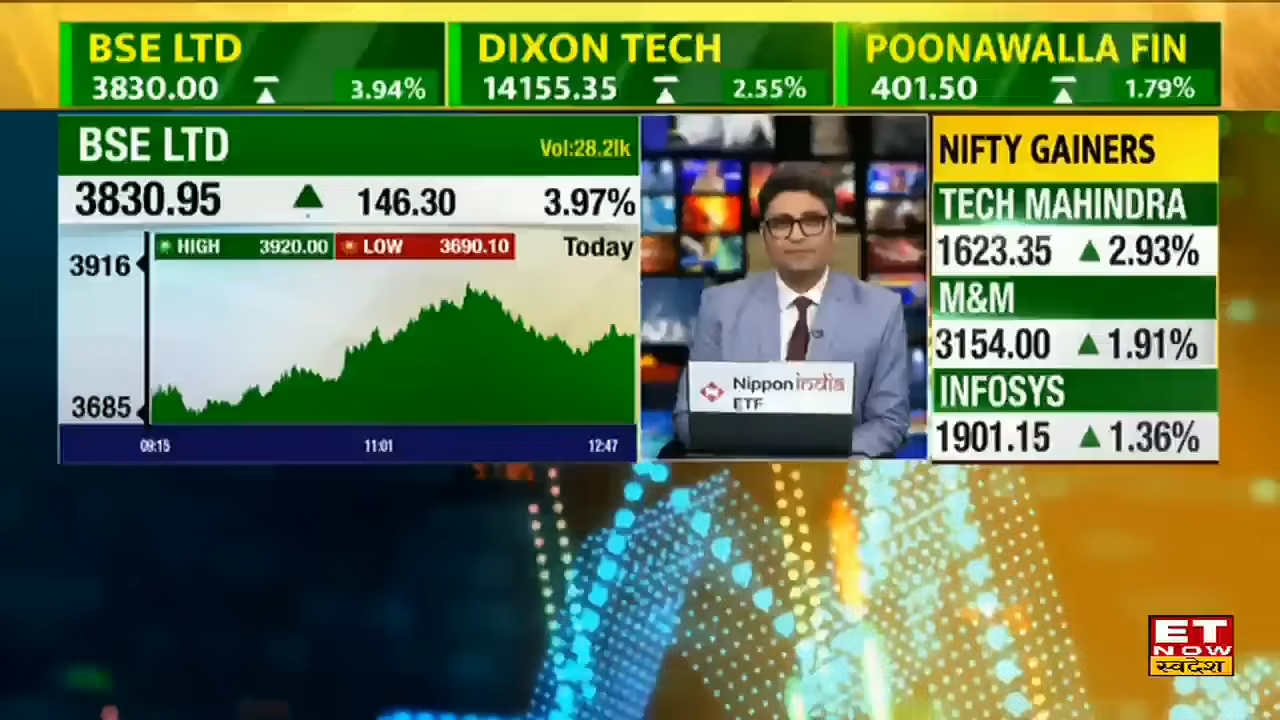 BSE LTD
3830.00 3.94%
DIXON TECH
14155.35 2.55%
POONAWALLA FIN
401.50 1.79%
BSE LTD Vol:28.2lk
3830.95 146.30 3.97%
HIGH 3920.00 LOW 3690.10 Today
3916
3685
09:15 11:01 12:47
Nippon india
ETF
NIFTY GAINERS
TECH MAHINDRA
1623.35 2.93%
M&M
3154.00 1.91%
INFOSYS
1901.15 1.36%
ET
NOW
स्वदेश